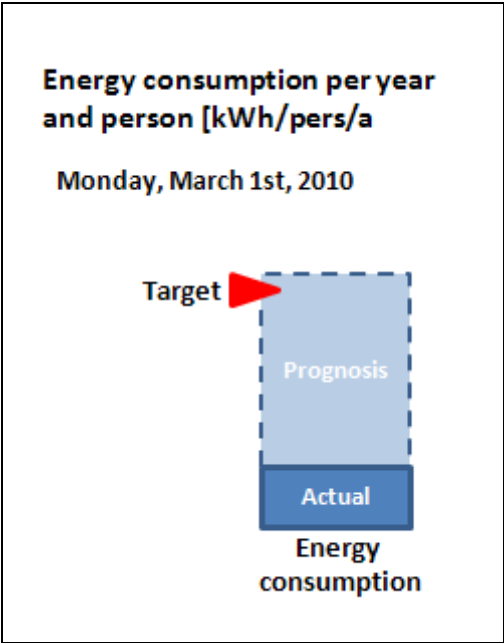 Energy consumption per year
and person [kWh/pers/a
Monday, March 1st, 2010
Target
Prognosis
Actual
Energy
consumption